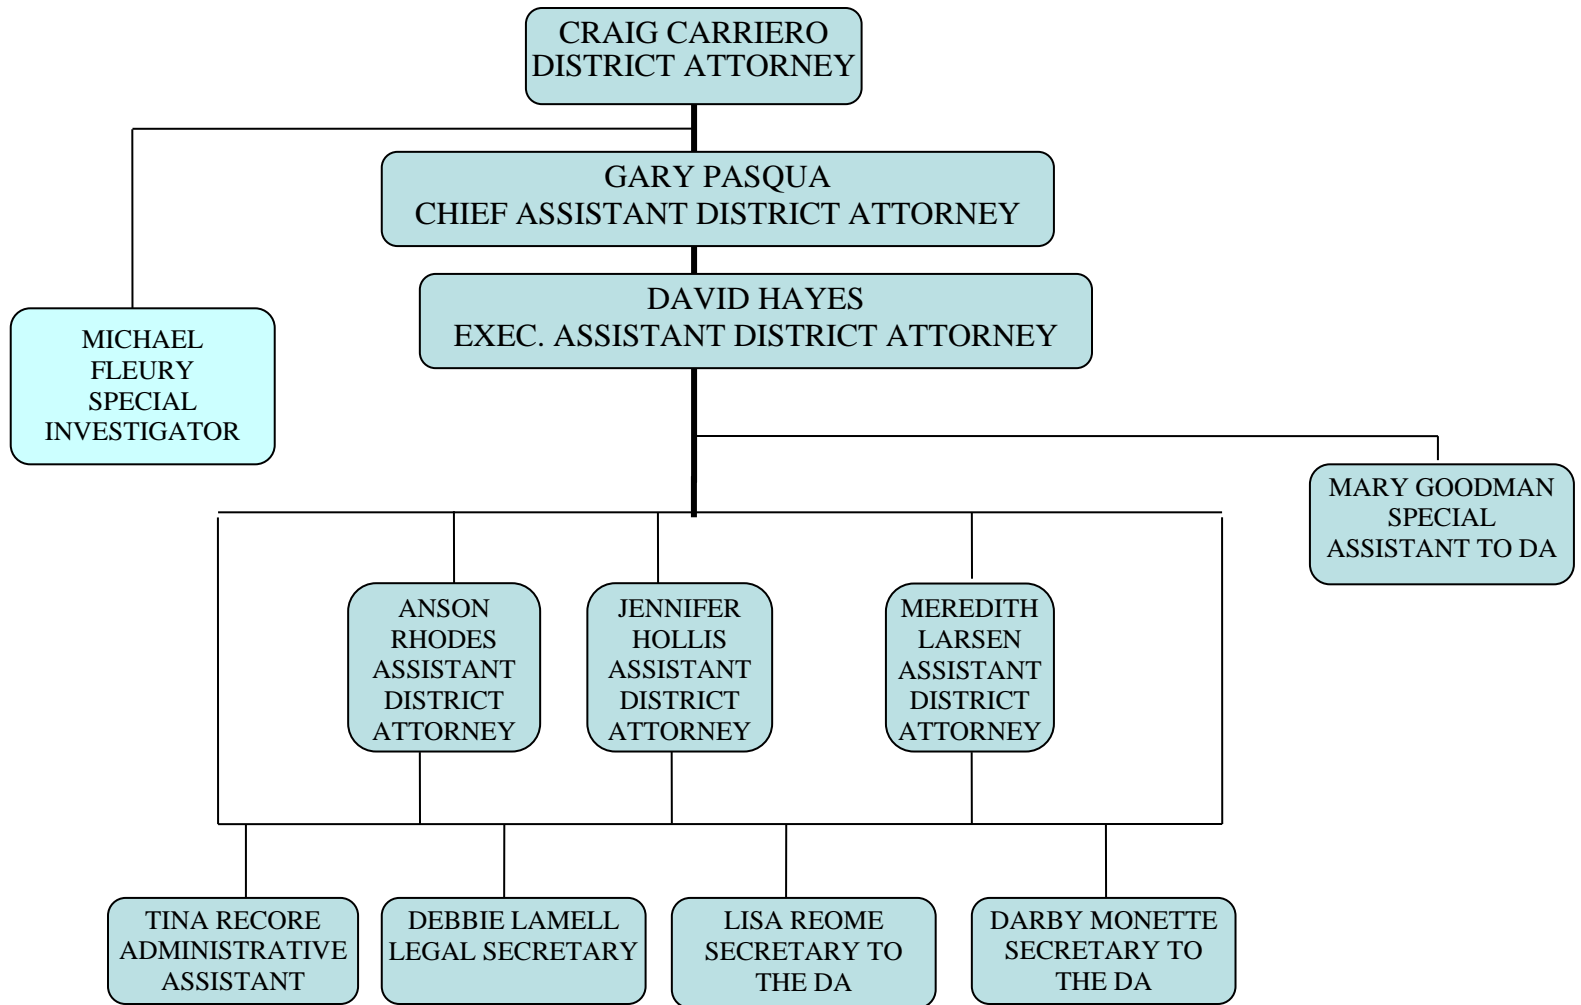 CRAIG CARRIERO
DISTRICT ATTORNEY
GARY PASQUA
CHIEF ASSISTANT DISTRICT ATTORNEY
DAVID HAYES
EXEC. ASSISTANT DISTRICT ATTORNEY
MICHAEL
FLEURY
SPECIAL
INVESTIGATOR
MARY GOODMAN
SPECIAL
ASSISTANT TO DA
ANSON
RHODES
ASSISTANT
DISTRICT
ATTORNEY
JENNIFER
HOLLIS
ASSISTANT
DISTRICT
ATTORNEY
MEREDITH
LARSEN
ASSISTANT
DISTRICT
ATTORNEY
TINA RECORE
ADMINISTRATIVE
ASSISTANT
DEBBIE LAMELL
LEGAL SECRETARY
LISA REOME
SECRETARY TO
THE DA
DARBY MONETTE
SECRETARY TO
THE DA